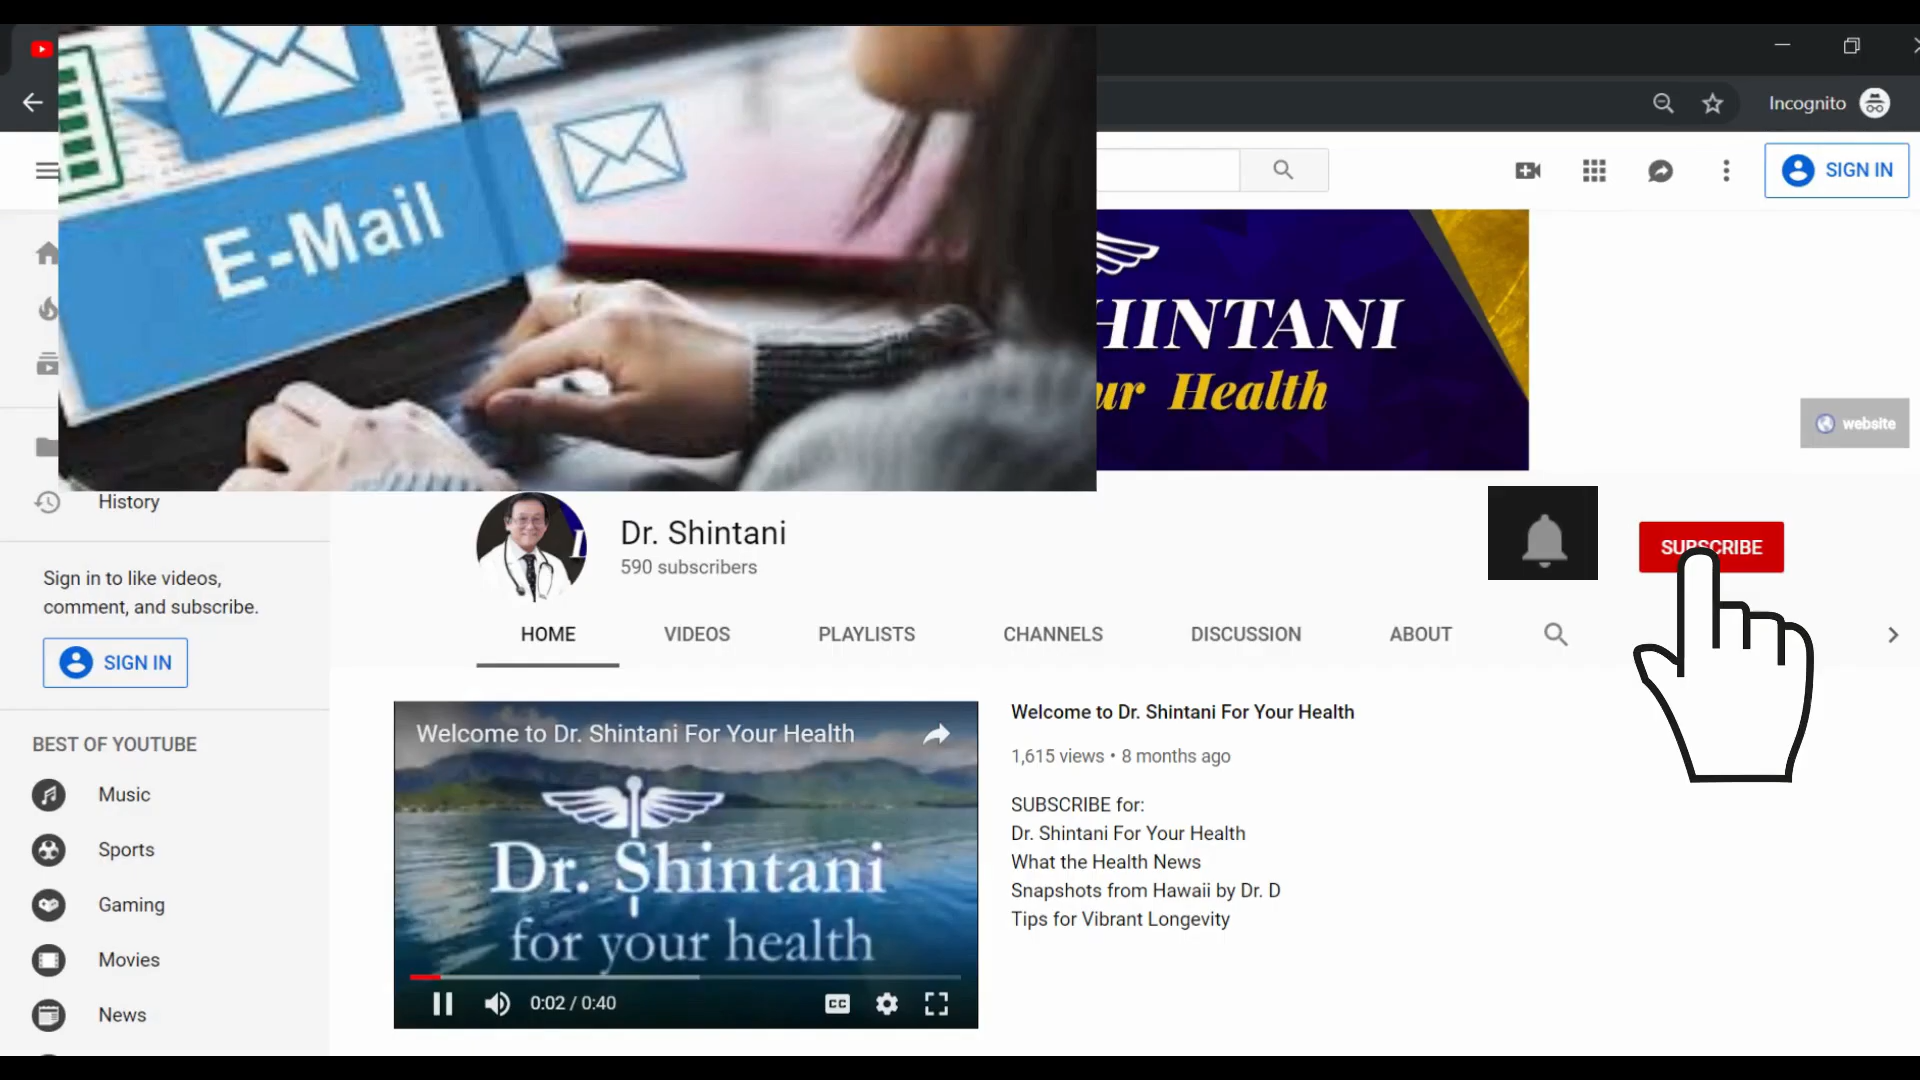 Incognito
E-Mail
SIGN IN
HINTANI
ur Health
website
History
Dr. Shintani
590 subscribers
SUBSCRIBE
Sign in to like videos,
comment, and subscribe.
SIGN IN
HOME VIDEOS PLAYLISTS CHANNELS DISCUSSION ABOUT
BEST OF YOUTUBE
Music
Sports
Gaming
Movies
News
Welcome to Dr. Shintani For Your Health
Dr. Shintani
for your health
0:02 / 0:40
CC
Welcome to Dr. Shintani For Your Health
1,615 views • 8 months ago
SUBSCRIBE for:
Dr. Shintani For Your Health
What the Health News
Snapshots from Hawaii by Dr. D
Tips for Vibrant Longevity